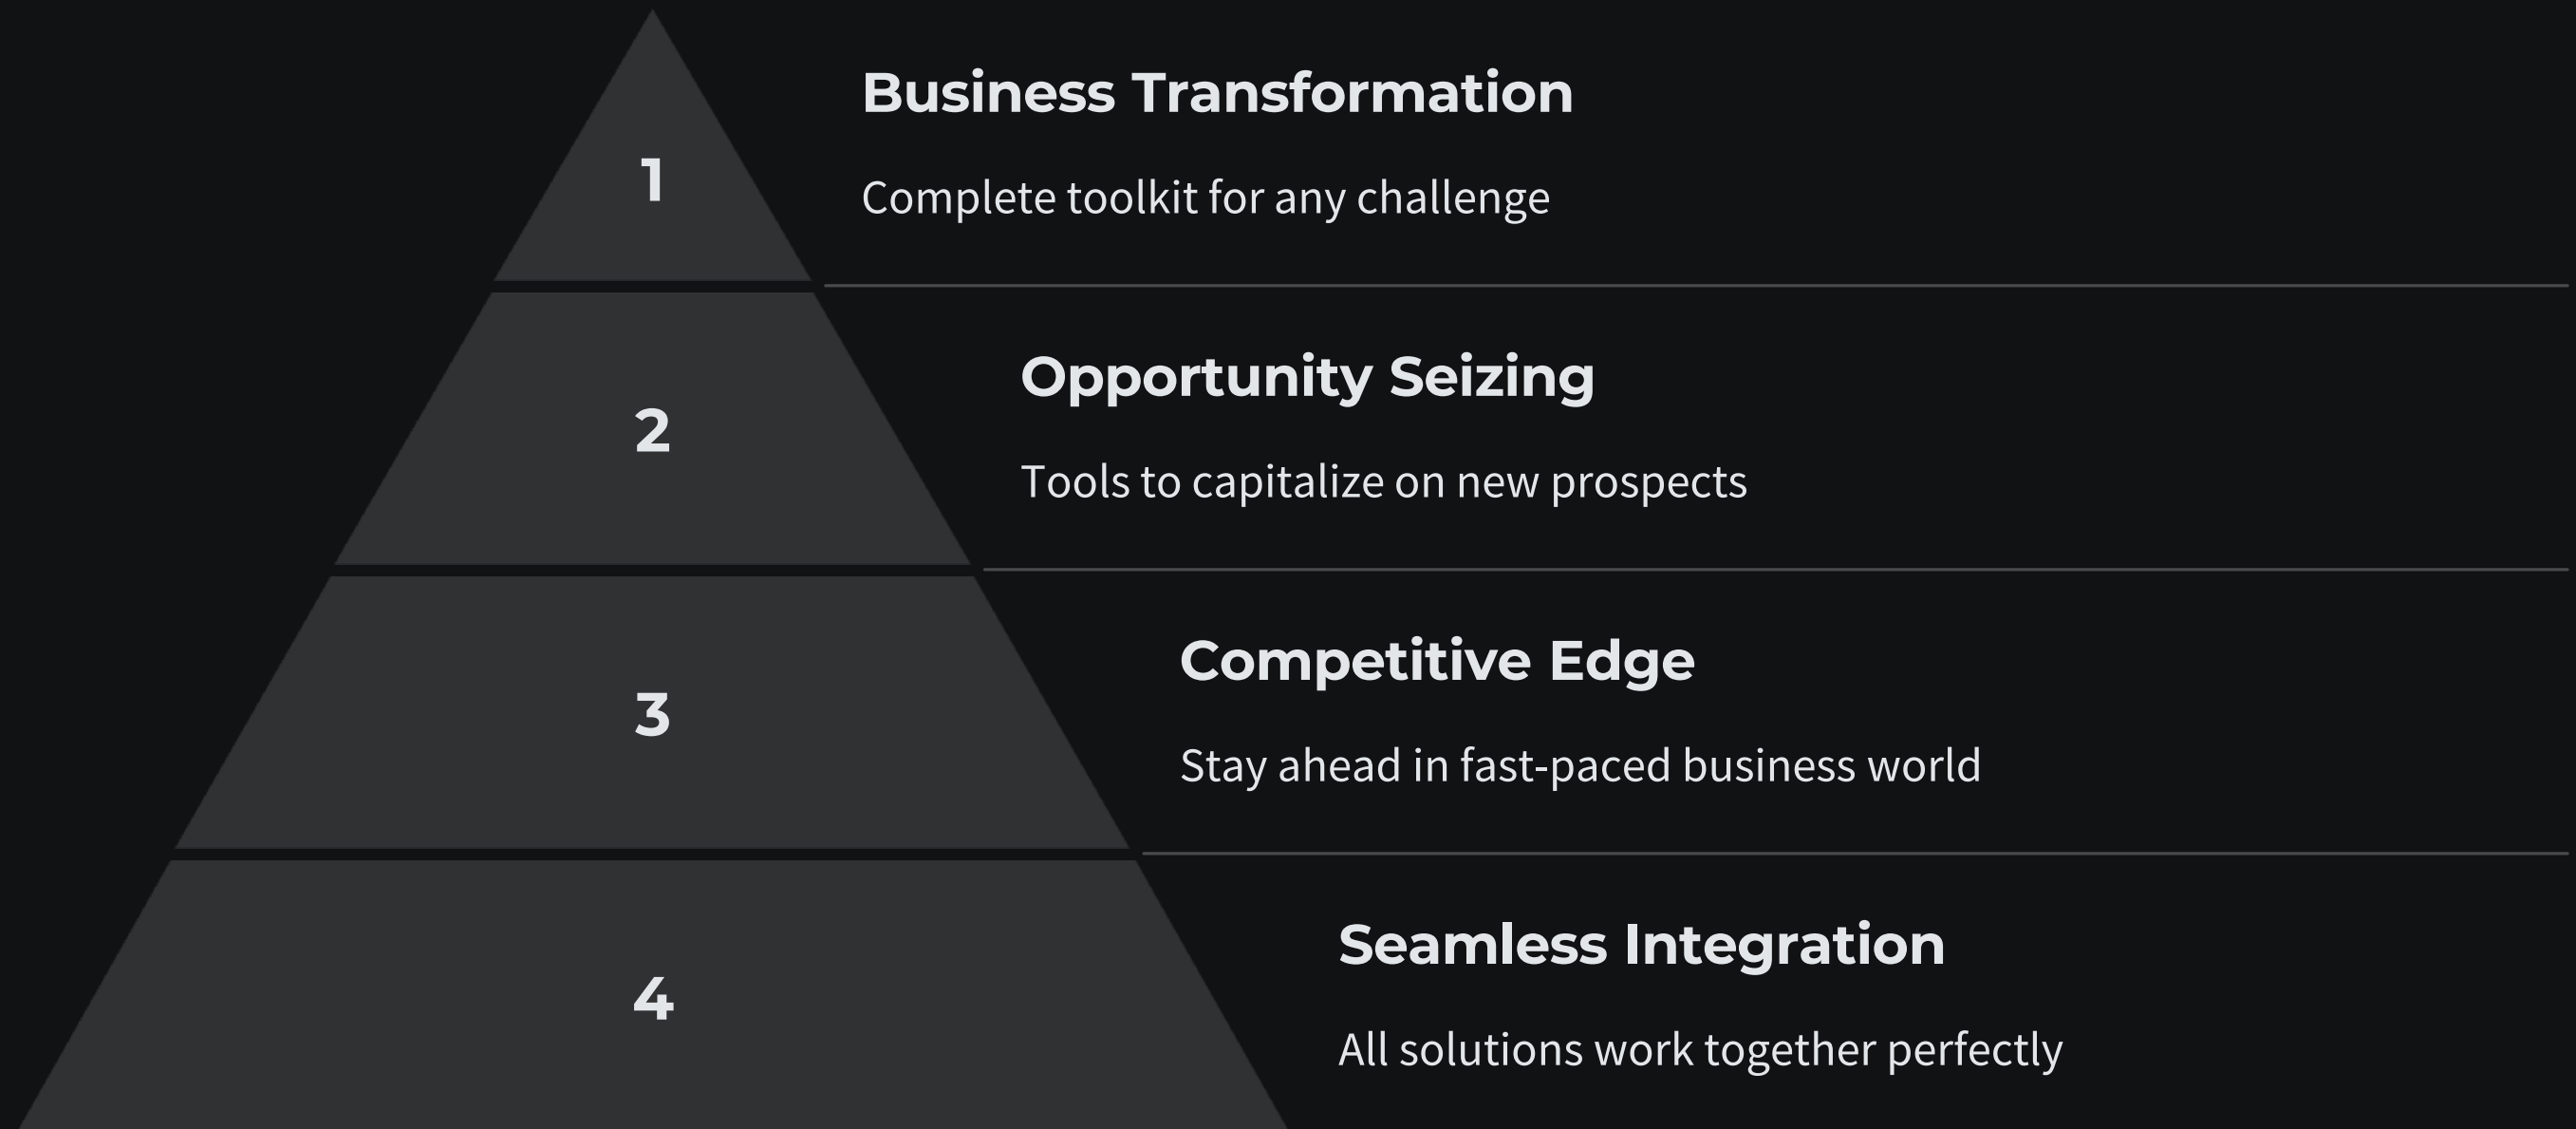 1
Business Transformation
Complete toolkit for any challenge
2
Opportunity Seizing
Tools to capitalize on new prospects
3
Competitive Edge
Stay ahead in fast-paced business world
4
Seamless Integration
All solutions work together perfectly